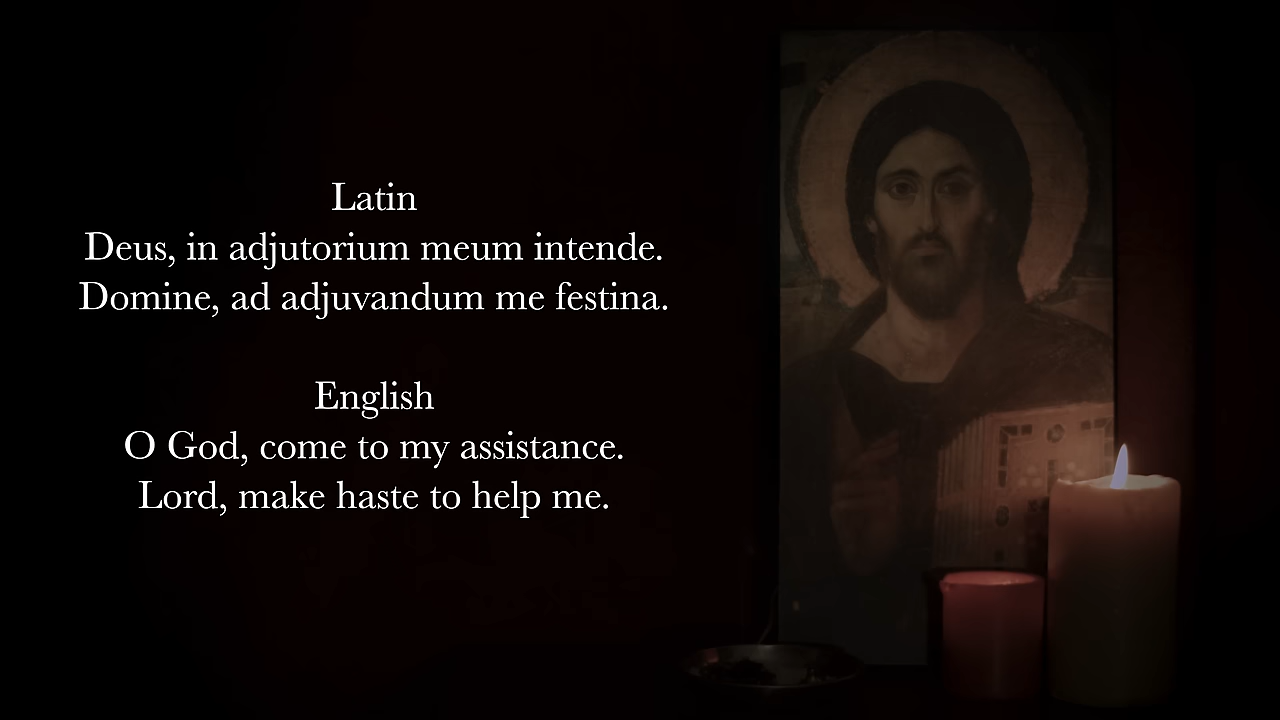 Latin
Deus, in adjutorium meum intende.
Domine, ad adjuvandum me festina.
English
O God, come to my assistance.
Lord, make haste to help me.